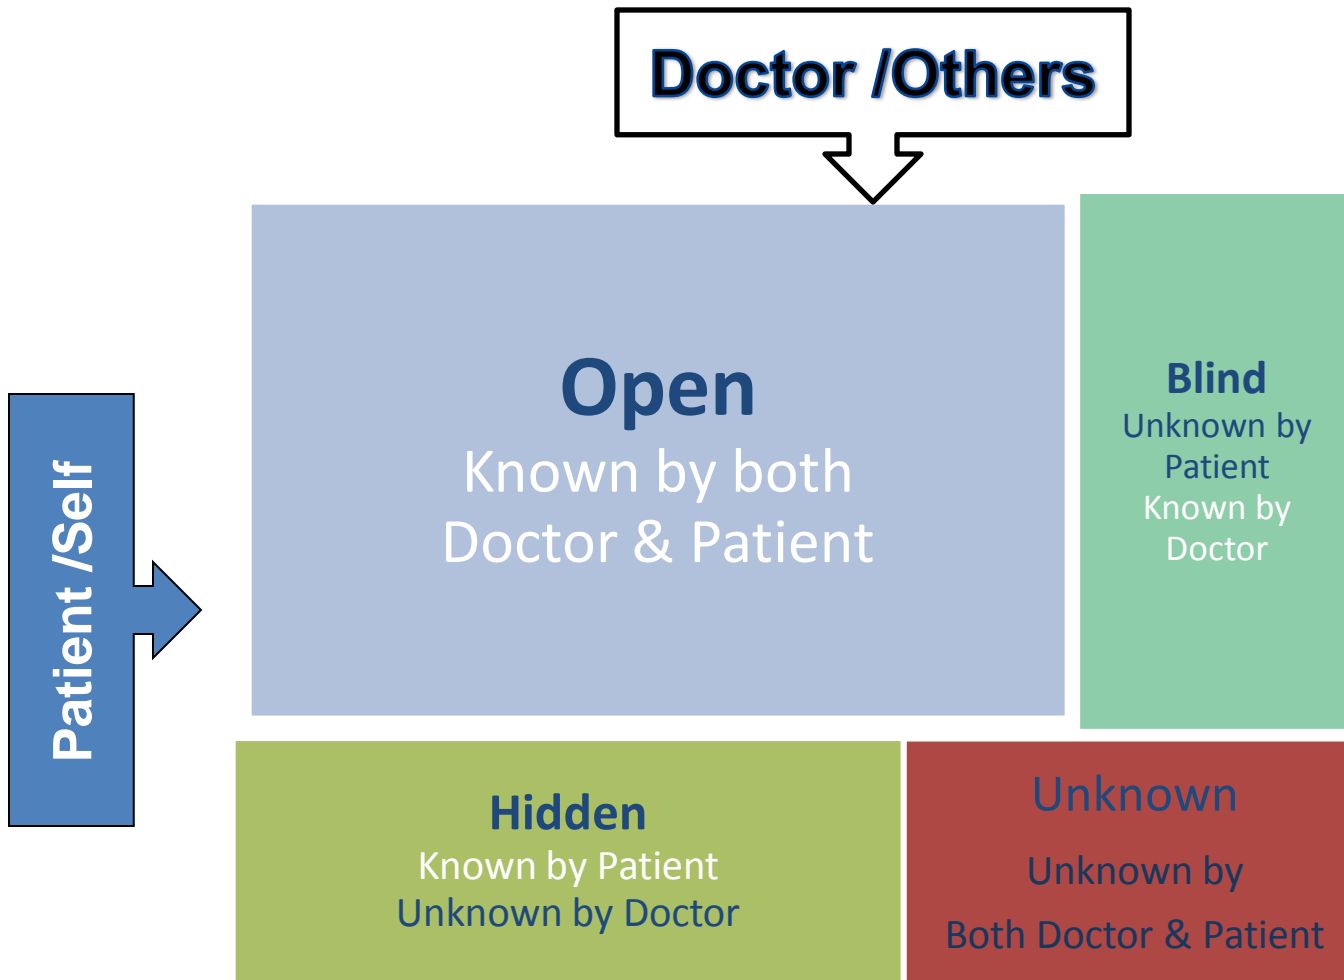 Doctor /Others
Patient /Self
Open
Known by both
Doctor & Patient
Blind
Unknown by
Patient
Known by
Doctor
Hidden
Known by Patient
Unknown by Doctor
Unknown
Unknown by
Both Doctor & Patient